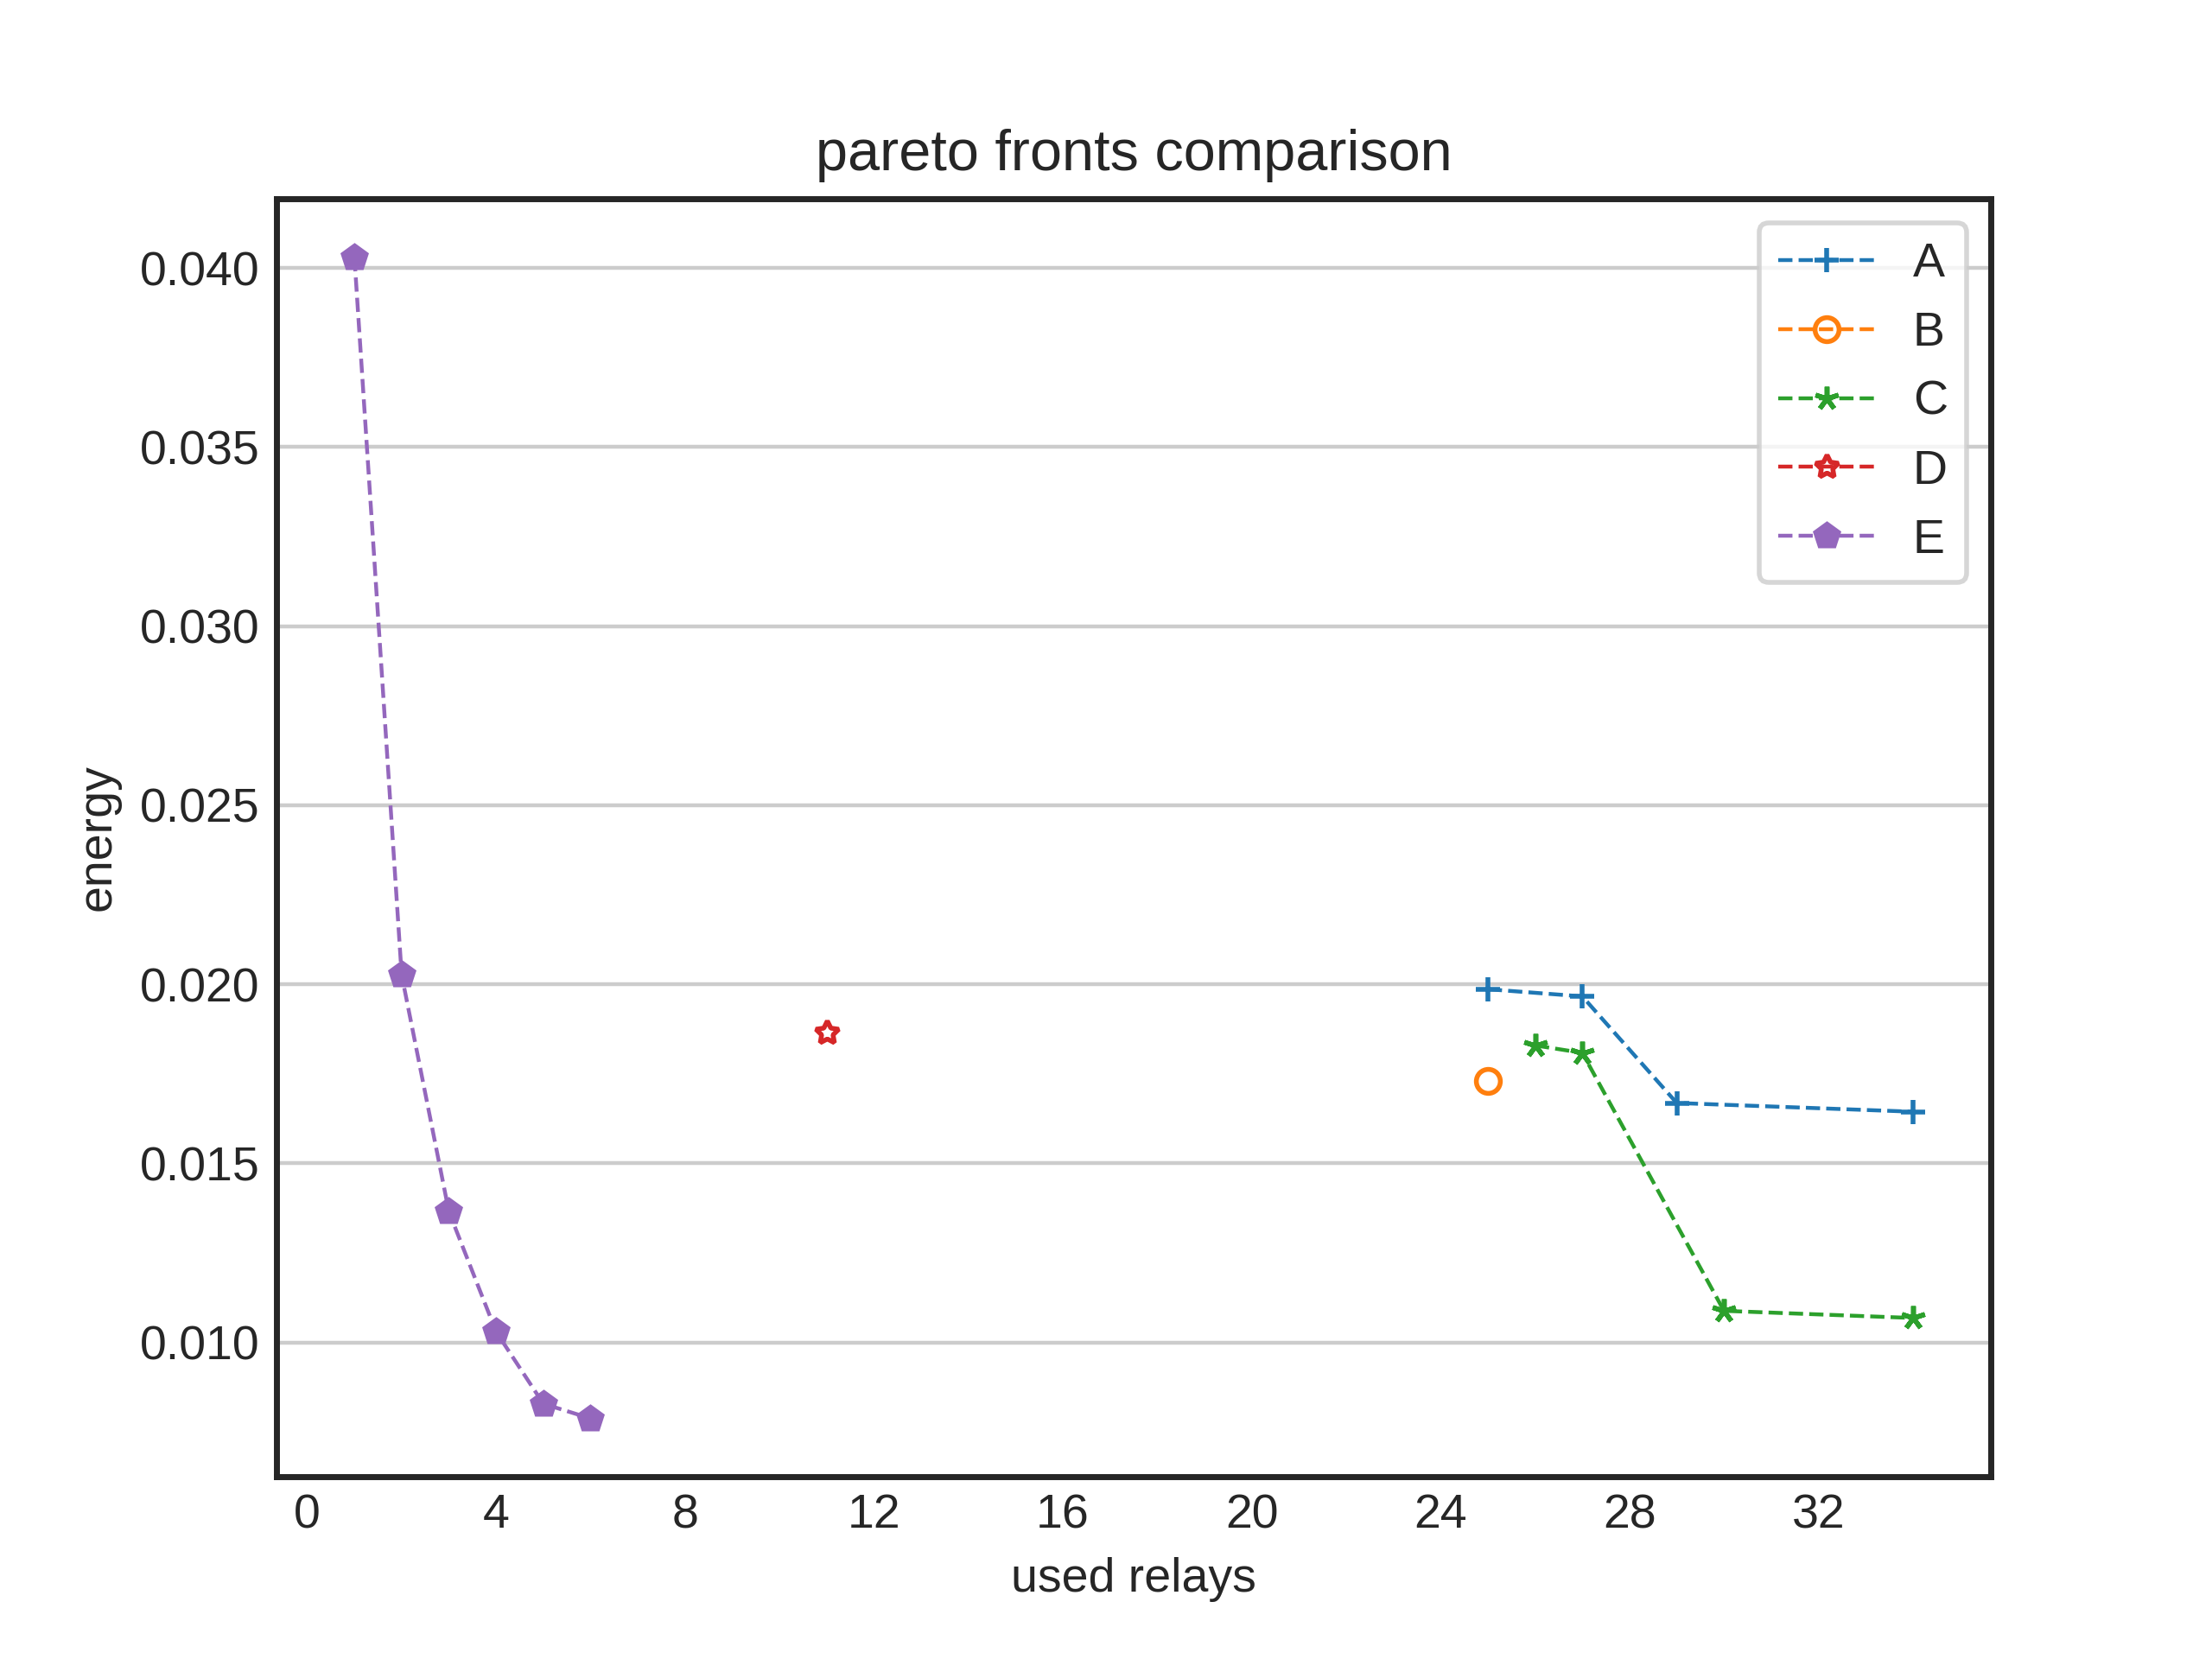 pareto fronts comparison
A
B
C
D
E
0.040
0.035
0.030
0.025
0.020
0.015
0.010
energy
0 4 8 12 16 20 24 28 32
used relays